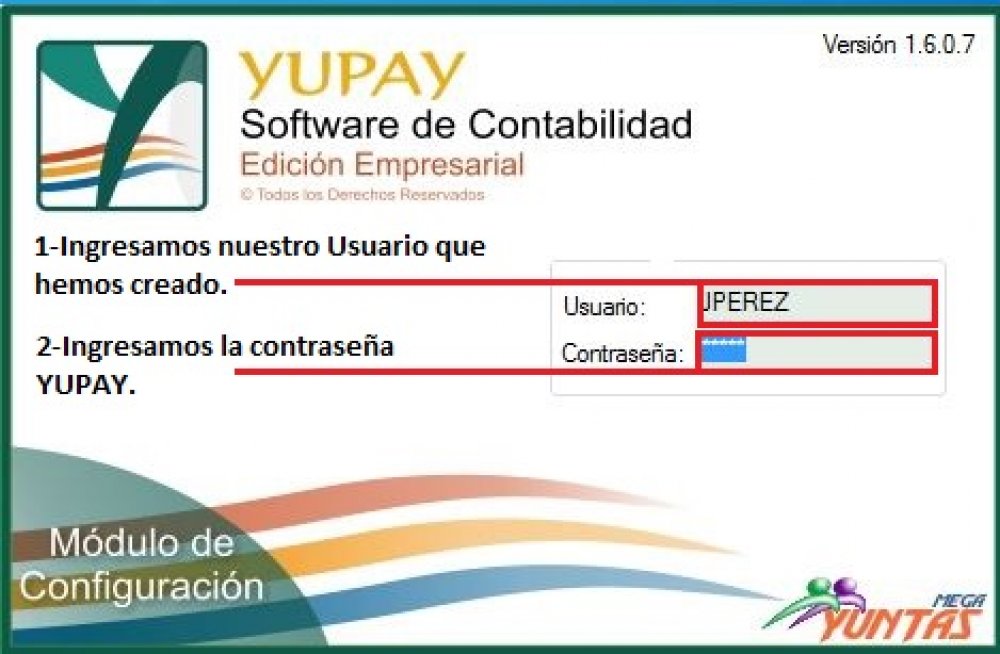 Versión 1.6.0.7
YUPAY
Software de Contabilidad
Edición Empresarial
© Todos los Derechos Reservados
1-Ingresamos nuestro Usuario que
hemos creado.
Usuario: JPEREZ
2-Ingresamos la contraseña
YUPAY.
Contraseña: *****
Módulo de
Configuración
MEGA
YUNTAS